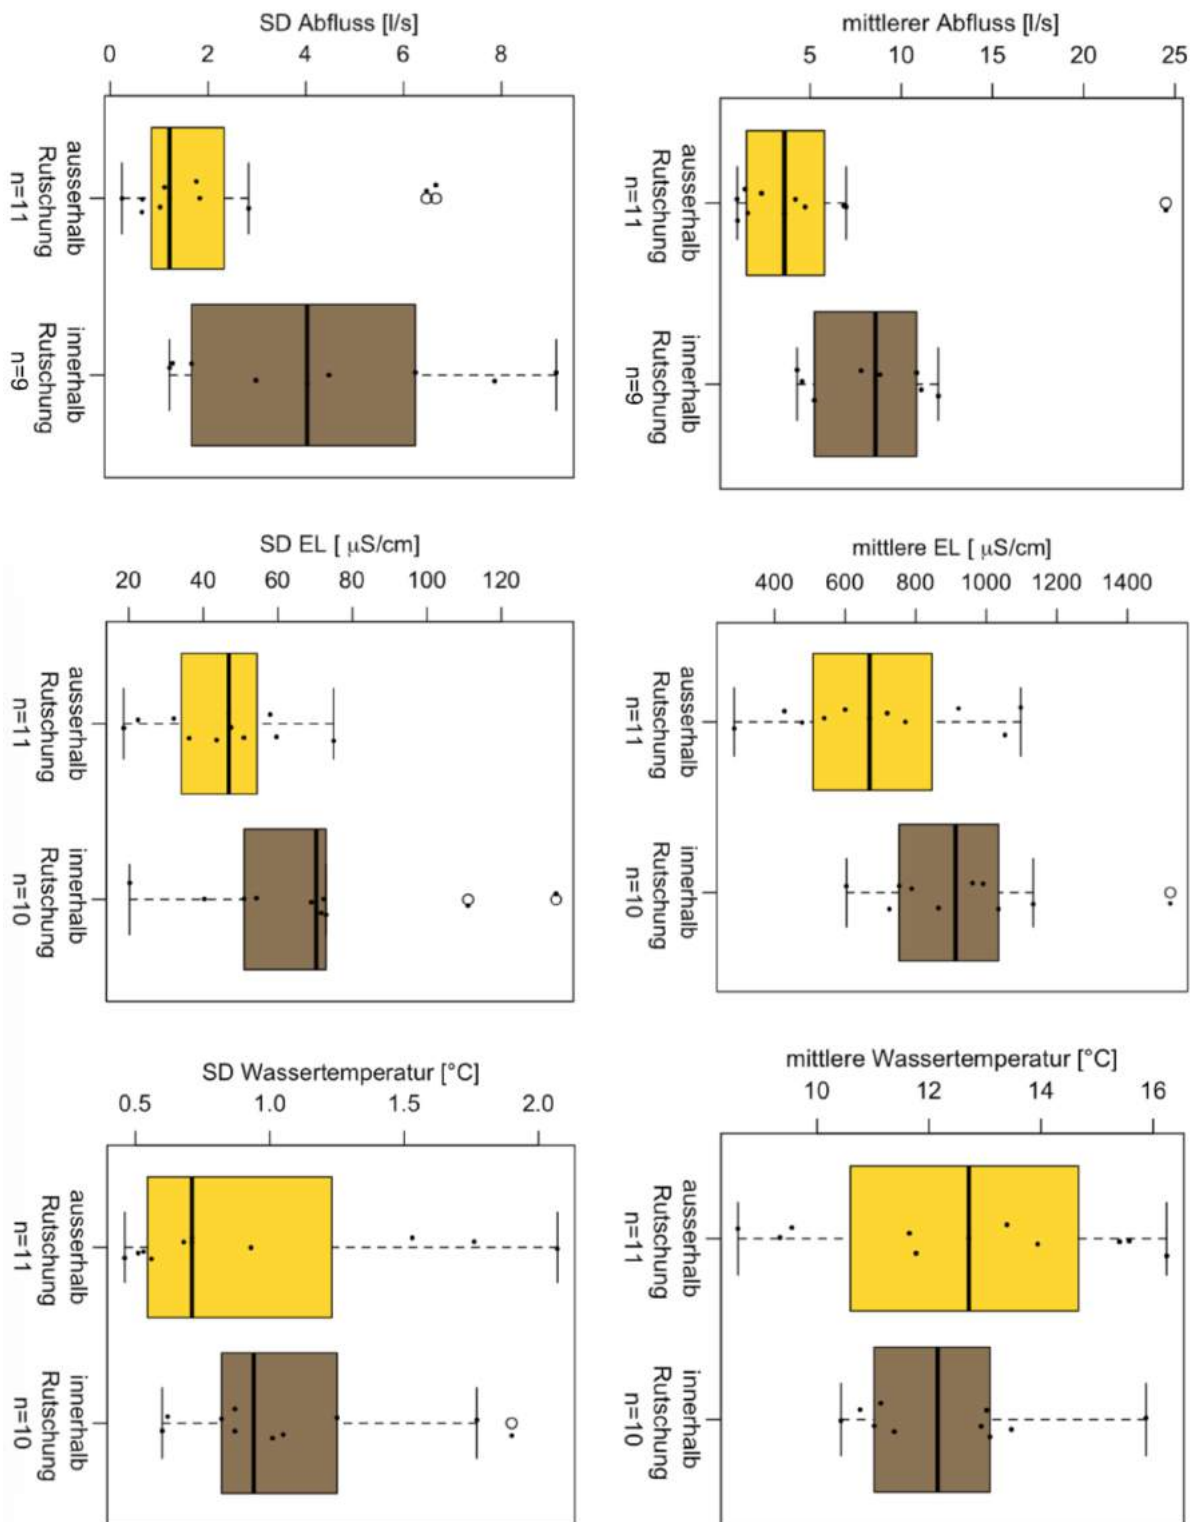 SD Abfluss [l/s]
0 2 4 6 8
ausserhalb
Rutschung
n=11
innerhalb
Rutschung
n=9
mittlerer Abfluss [l/s]
5 10 15 20 25
ausserhalb
Rutschung
n=11
innerhalb
Rutschung
n=9
SD EL [ μS/cm]
20 40 60 80 100 120
ausserhalb
Rutschung
n=11
innerhalb
Rutschung
n=10
mittlere EL [ μS/cm]
400 600 800 1000 1200 1400
ausserhalb
Rutschung
n=11
innerhalb
Rutschung
n=10
SD Wassertemperatur [°C]
0.5 1.0 1.5 2.0
ausserhalb
Rutschung
n=11
innerhalb
Rutschung
n=10
mittlere Wassertemperatur [°C]
10 12 14 16
ausserhalb
Rutschung
n=11
innerhalb
Rutschung
n=10